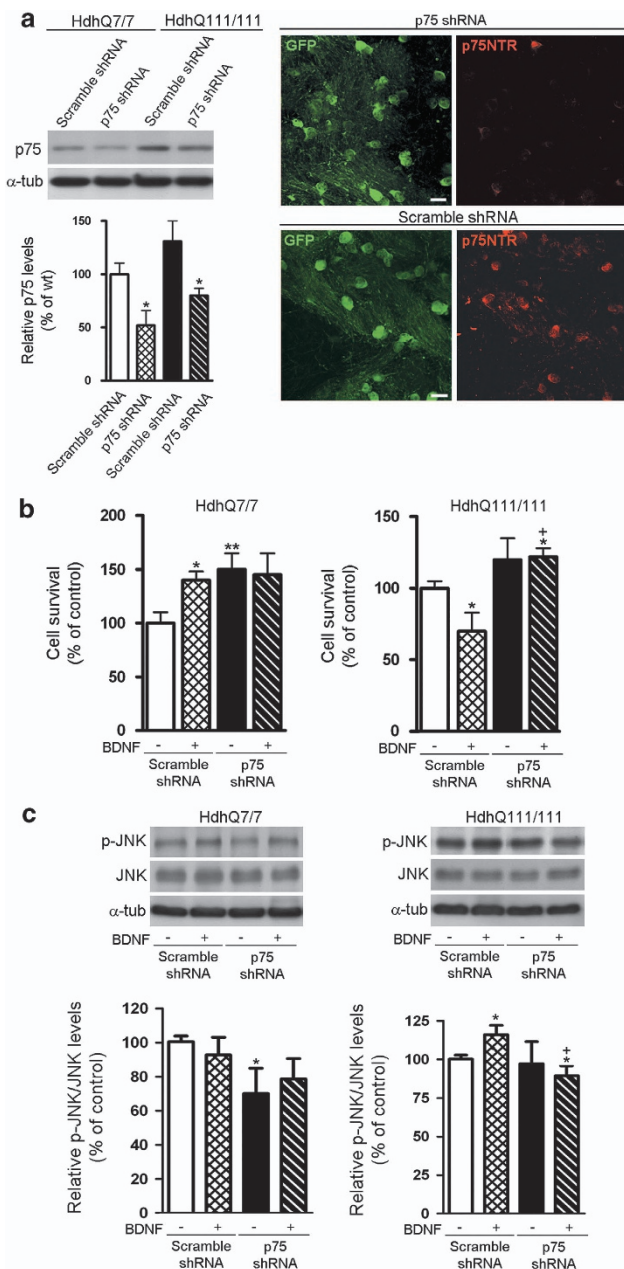 a
HdhQ7/7 HdhQ111/111
Scramble shRNA
p75 shRNA
Scramble shRNA
p75 shRNA
p75
α-tub
Relative p75 levels
(% of wt)
150
100
50
0
*
*
Scramble shRNA
p75 shRNA
Scramble shRNA
p75 shRNA
p75 shRNA
GFP
p75NTR
Scramble shRNA
GFP
p75NTR
b
HdhQ7/7
Cell survival
(% of control)
200
150
100
50
0
*
**
BDNF - + - +
Scramble shRNA
p75 shRNA
HdhQ111/111
Cell survival
(% of control)
150
100
50
0
*
+
*
BDNF - + - +
Scramble shRNA
p75 shRNA
c
HdhQ7/7
p-JNK
JNK
α-tub
BDNF - + - +
Scramble shRNA
p75 shRNA
HdhQ111/111
p-JNK
JNK
α-tub
BDNF - + - +
Scramble shRNA
p75 shRNA
Relative p-JNK/JNK levels
(% of control)
120
100
80
60
40
20
0
*
BDNF - + - +
Scramble shRNA
p75 shRNA
Relative p-JNK/JNK levels
(% of control)
125
100
75
50
25
0
*
+
*
BDNF - + - +
Scramble shRNA
p75 shRNA